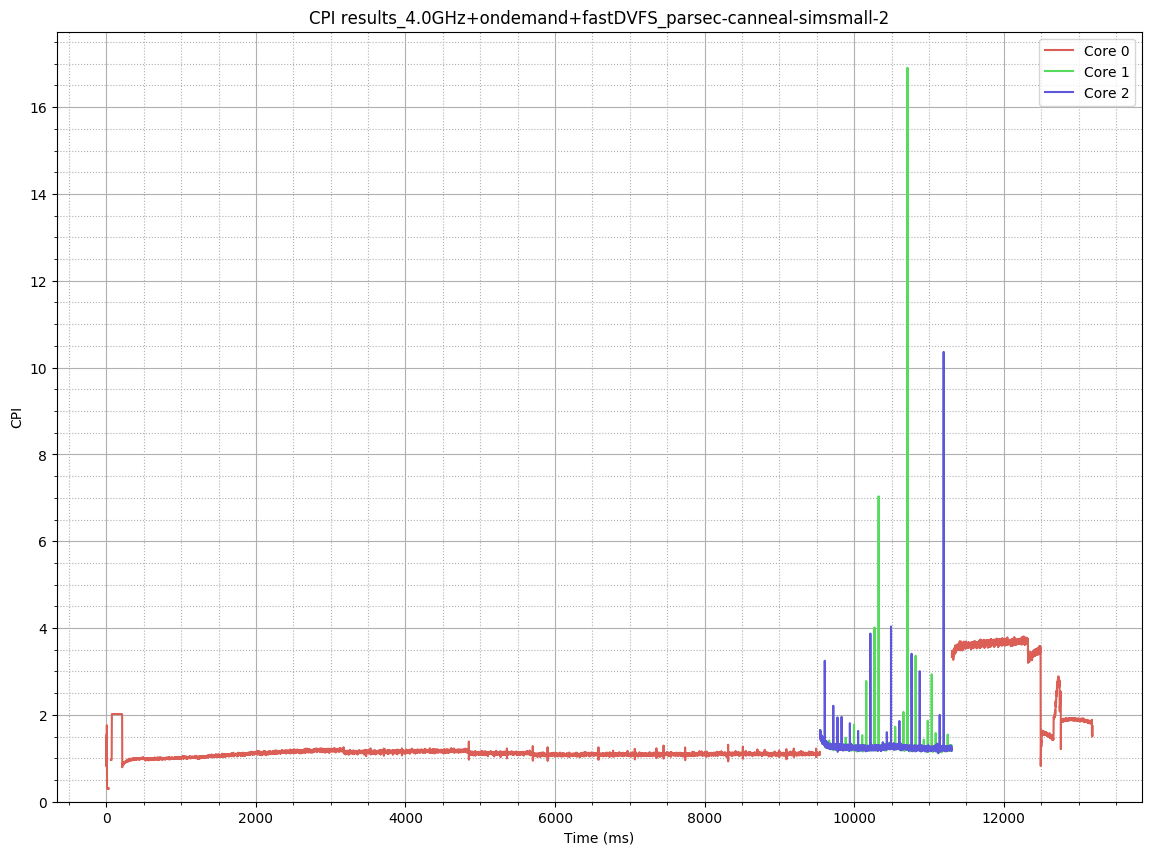 CPI results_4.0GHz+ondemand+fastDVFS_parsec-canneal-simsmall-2
Core 0
Core 1
Core 2
CPI
16
14
12
10
8
6
4
2
0
0 2000 4000 6000 8000 10000 12000
Time (ms)